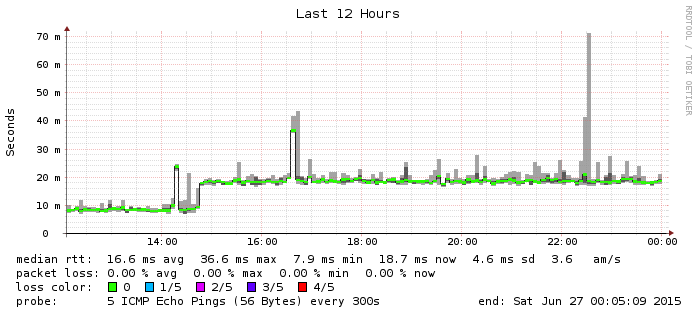 Last 12 Hours
RRDTOOL / TOBI OETIKER
Seconds
70 m
60 m
50 m
40 m
30 m
20 m
10 m
0
14:00 16:00 18:00 20:00 22:00 00:00
median rtt: 16.6 ms avg 36.6 ms max 7.9 ms min 18.7 ms now 4.6 ms sd 3.6 am/s
packet loss: 0.00 % avg 0.00 % max 0.00 % min 0.00 % now
loss color: 0 1/5 2/5 3/5 4/5
probe: 5 ICMP Echo Pings (56 Bytes) every 300s end: Sat Jun 27 00:05:09 2015